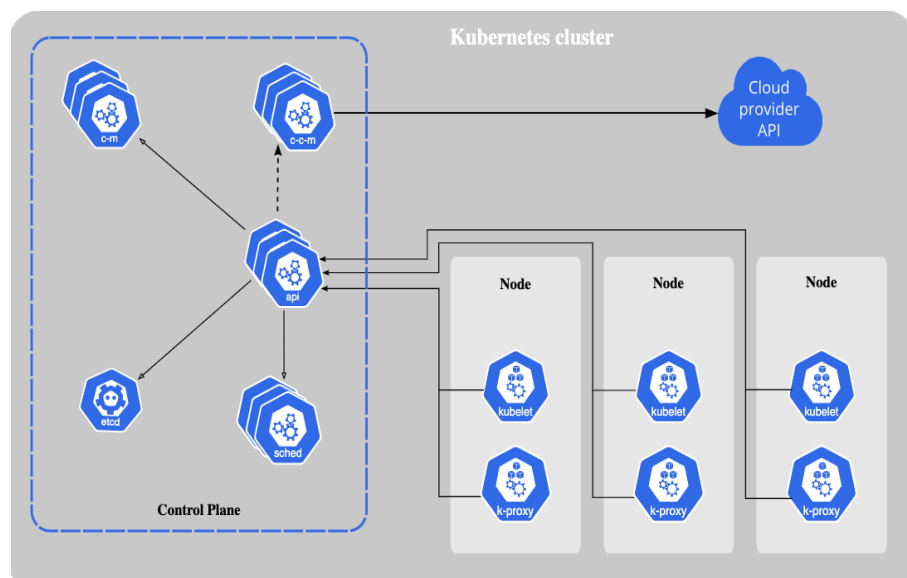 Kubernetes cluster
c-m
c-c-m
Cloud
provider
API
api
Node
Node
Node
etcd
sched
kubelet
kubelet
kubelet
k-proxy
k-proxy
k-proxy
Control Plane